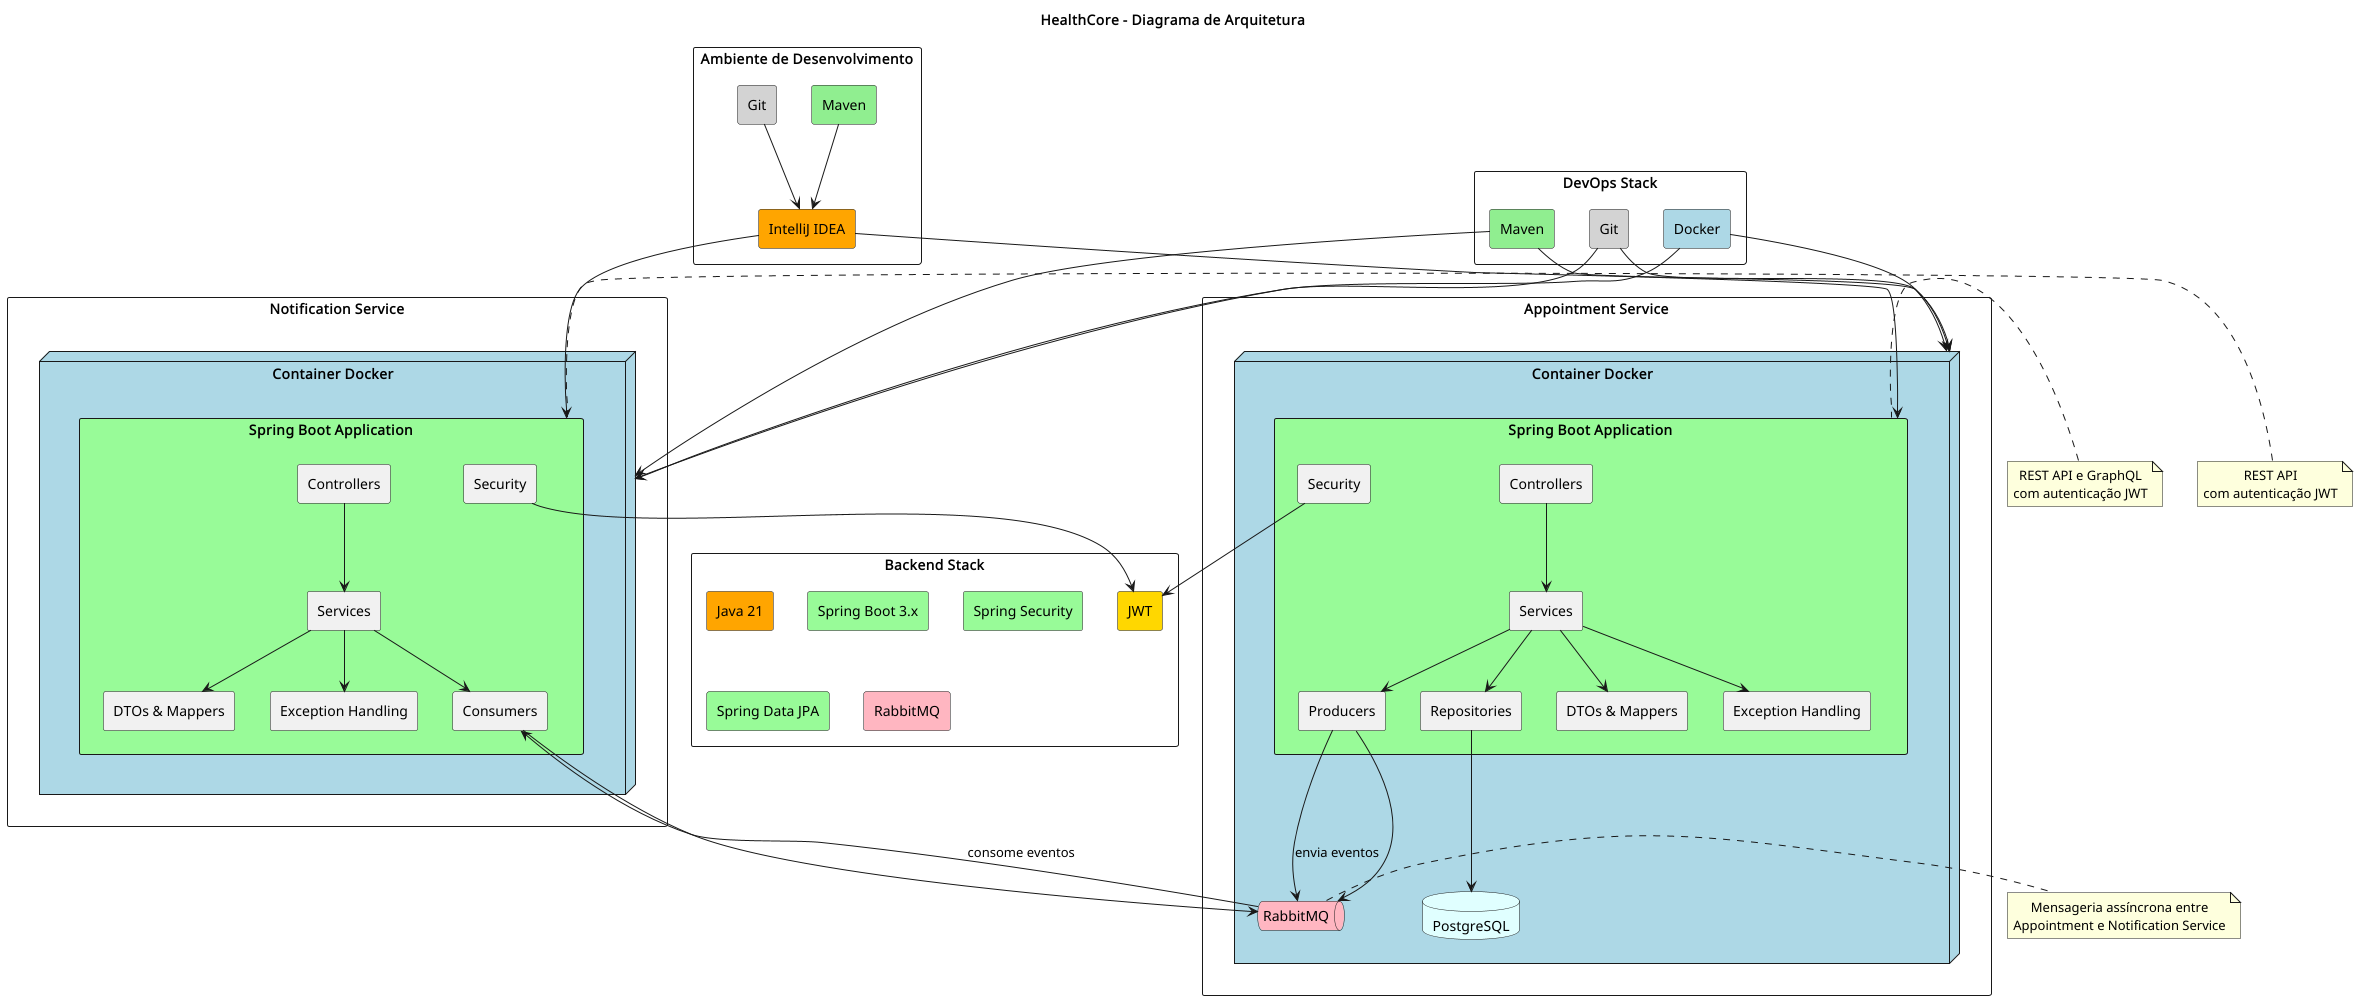 HealthCore - Diagrama de Arquitetura
Ambiente de Desenvolvimento
Git
Maven
IntelliJ IDEA
DevOps Stack
Maven
Git
Docker
Notification Service
Container Docker
Spring Boot Application
Controllers
Security
Services
DTOs & Mappers
Exception Handling
Consumers
Backend Stack
Java 21
Spring Boot 3.x
Spring Security
JWT
Spring Data JPA
RabbitMQ
Appointment Service
Container Docker
Spring Boot Application
Security
Controllers
Services
Producers
Repositories
DTOs & Mappers
Exception Handling
consome eventos
envia eventos
RabbitMQ
PostgreSQL
REST API e GraphQL
com autenticação JWT
REST API
com autenticação JWT
Mensageria assíncrona entre
Appointment e Notification Service